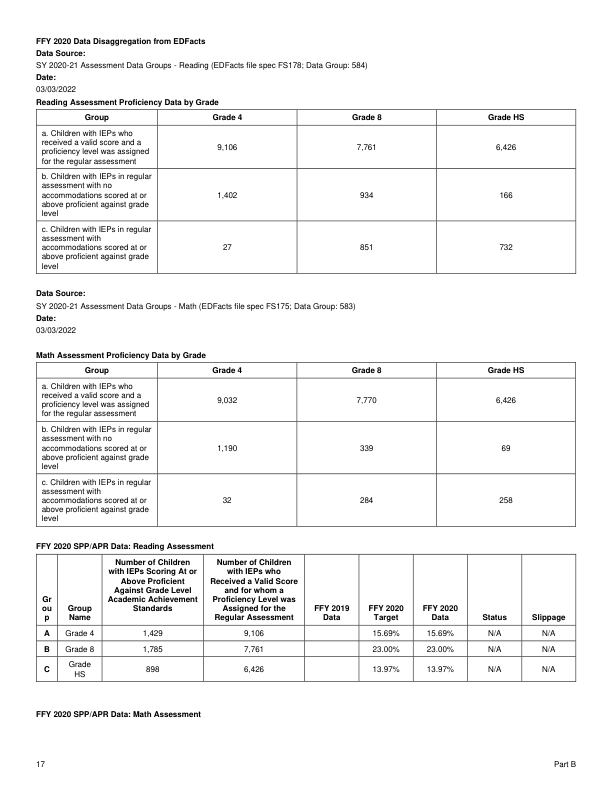 FFY 2020 Data Disaggregation from EDFacts
Data Source:
SY 2020-21 Assessment Data Groups - Reading (EDFacts file spec FS178; Data Group: 584)
Date:
03/03/2022
Reading Assessment Proficiency Data by Grade
Group Grade 4 Grade 8 Grade HS
a. Children with IEPs who
received a valid score and a
proficiency level was assigned
for the regular assessment
9,106 7,761 6,426
b. Children with IEPs in regular
assessment with no
accommodations scored at or
above proficient against grade
level
1,402 934 166
c. Children with IEPs in regular
assessment with
accommodations scored at or
above proficient against grade
level
27 851 732
Data Source:
SY 2020-21 Assessment Data Groups - Math (EDFacts file spec FS175; Data Group: 583)
Date:
03/03/2022
Math Assessment Proficiency Data by Grade
Group Grade 4 Grade 8 Grade HS
a. Children with IEPs who
received a valid score and a
proficiency level was assigned
for the regular assessment
9,032 7,770 6,426
b. Children with IEPs in regular
assessment with no
accommodations scored at or
above proficient against grade
level
1,190 339 69
c. Children with IEPs in regular
assessment with
accommodations scored at or
above proficient against grade
level
32 284 258
FFY 2020 SPP/APR Data: Reading Assessment
Gr
ou
p
Group
Name
Number of Children
with IEPs Scoring At or
Above Proficient
Against Grade Level
Academic Achievement
Standards
Number of Children
with IEPs who
Received a Valid Score
and for whom a
Proficiency Level was
Assigned for the
Regular Assessment
FFY 2019
Data
FFY 2020
Target
FFY 2020
Data
Status
Slippage
A Grade 4 1,429 9,106 15.69% 15.69% N/A N/A
B Grade 8 1,785 7,761 23.00% 23.00% N/A N/A
C Grade
HS
898 6,426 13.97% 13.97% N/A N/A
FFY 2020 SPP/APR Data: Math Assessment
17 Part B